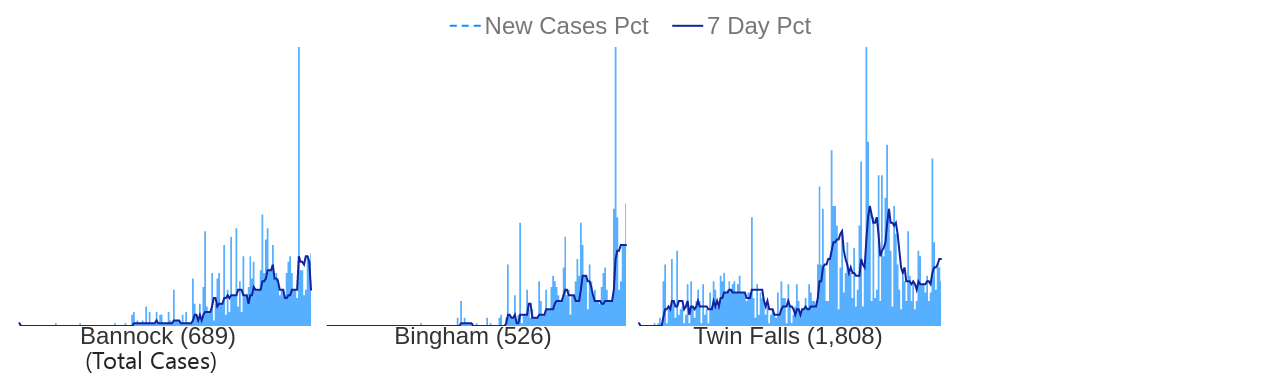 New Cases Pct 7 Day Pct
Bannock (689) Bingham (526) Twin Falls (1,808)
(Total Cases)